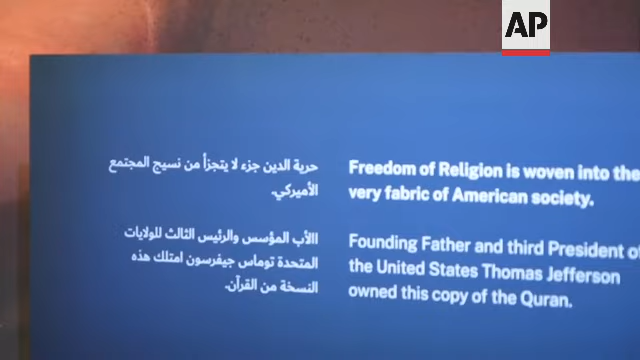 AP
حرية الدين جزء لا يتجزأ من نسيج المجتمع
الأميركي.
االأب المؤسس والرئيس الثالث للولايات
المتحدة توماس جيفرسون امتلك هذه
النسخة من القرآن.
Freedom of Religion is woven into the
very fabric of American society.
Founding Father and third President of
the United States Thomas Jefferson
owned this copy of the Quran.